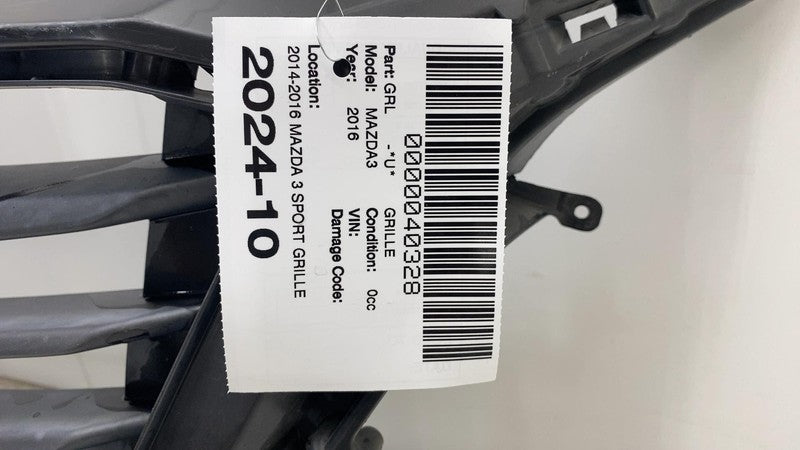 0000040328
Part: GRL -*U* GRILLE
Model: MAZDA3 Condition: 0cc
Year: 2016 VIN:
Damage Code:
Location:
2014-2016 MAZDA 3 SPORT GRILLE
2024-10